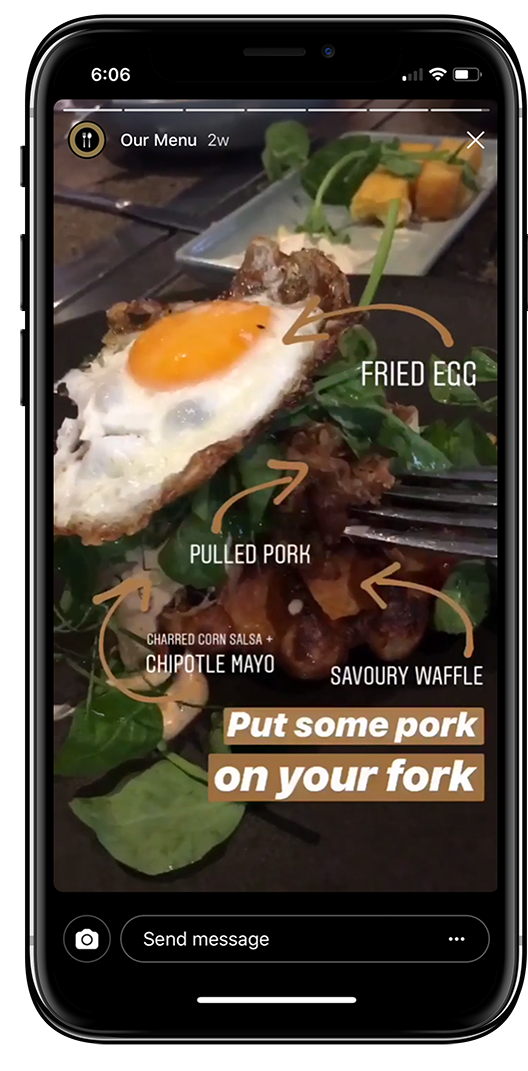 6:06
Our Menu 2w
FRIED EGG
PULLED PORK
CHARRED CORN SALSA +
CHIPOTLE MAYO
SAVOURY WAFFLE
Put some pork
on your fork
Send message